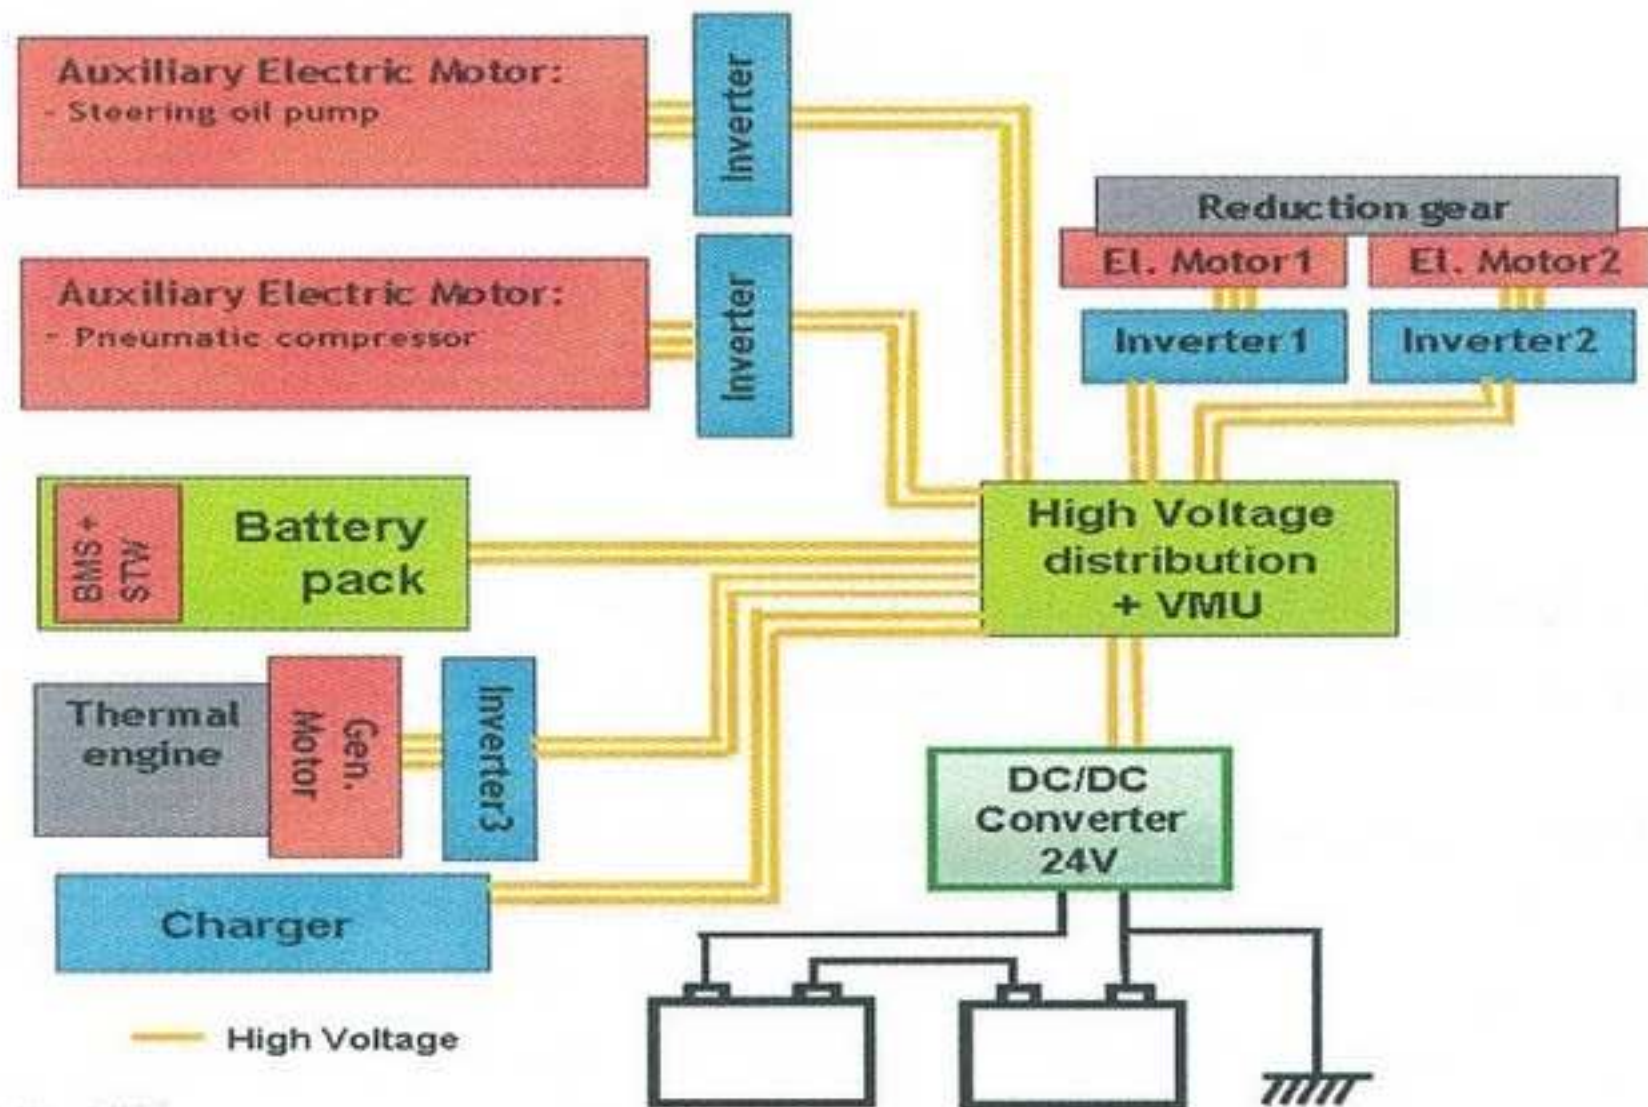 Auxiliary Electric Motor:
- Steering oil pump
Inverter
Auxiliary Electric Motor:
- Pneumatic compressor
Inverter
Reduction gear
El. Motor1
El. Motor2
Inverter1
Inverter2
BMS +
STW
Battery
pack
High Voltage
distribution
+ VMU
Thermal
engine
Gen.
Motor
Inverter3
DC/DC
Converter
24V
Charger
High Voltage